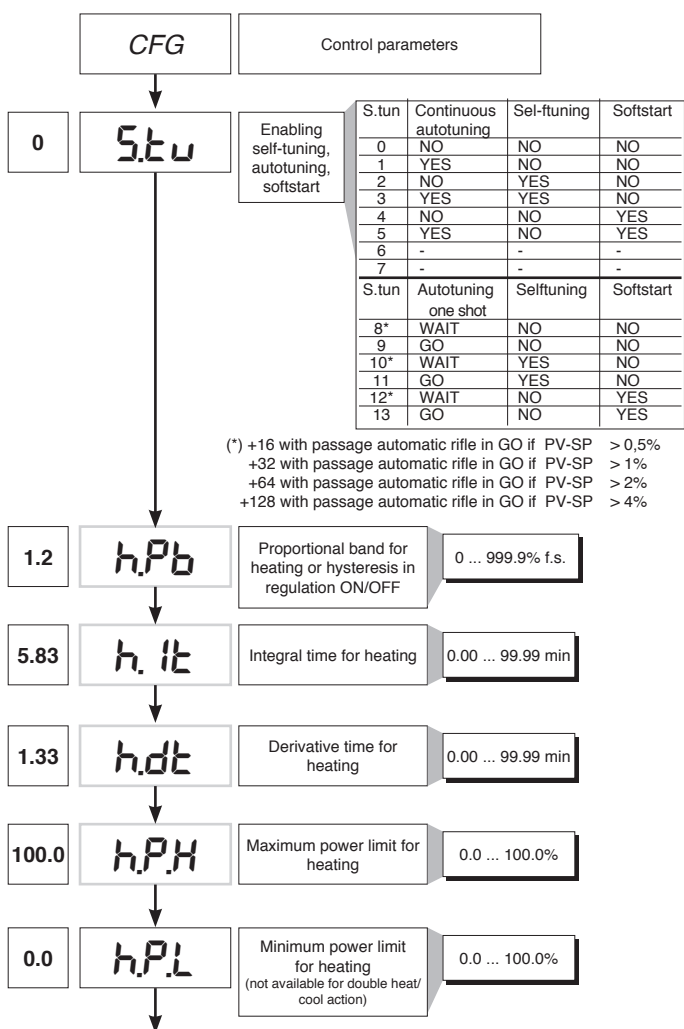 CFG
Control parameters
0
S.tu
Enabling
self-tuning,
autotuning,
softstart
S.tun Continuous autotuning Sel-ftuning Softstart
0 NO NO NO
1 YES NO NO
2 NO YES NO
3 YES YES NO
4 NO NO YES
5 YES NO YES
6 - - -
7 - - -
S.tun Autotuning one shot Selftuning Softstart
8* WAIT NO NO
9 GO NO NO
10* WAIT YES NO
11 GO YES NO
12* WAIT NO YES
13 GO NO YES
(*) +16 with passage automatic rifle in GO if PV-SP > 0,5%
+32 with passage automatic rifle in GO if PV-SP > 1%
+64 with passage automatic rifle in GO if PV-SP > 2%
+128 with passage automatic rifle in GO if PV-SP > 4%
1.2
h.Pb
Proportional band for
heating or hysteresis in
regulation ON/OFF
0 ... 999.9% f.s.
5.83
h.It
Integral time for heating
0.00 ... 99.99 min
1.33
h.dt
Derivative time for
heating
0.00 ... 99.99 min
100.0
h.P.H
Maximum power limit for
heating
0.0 ... 100.0%
0.0
h.P.L
Minimum power limit
for heating
(not available for double heat/
cool action)
0.0 ... 100.0%